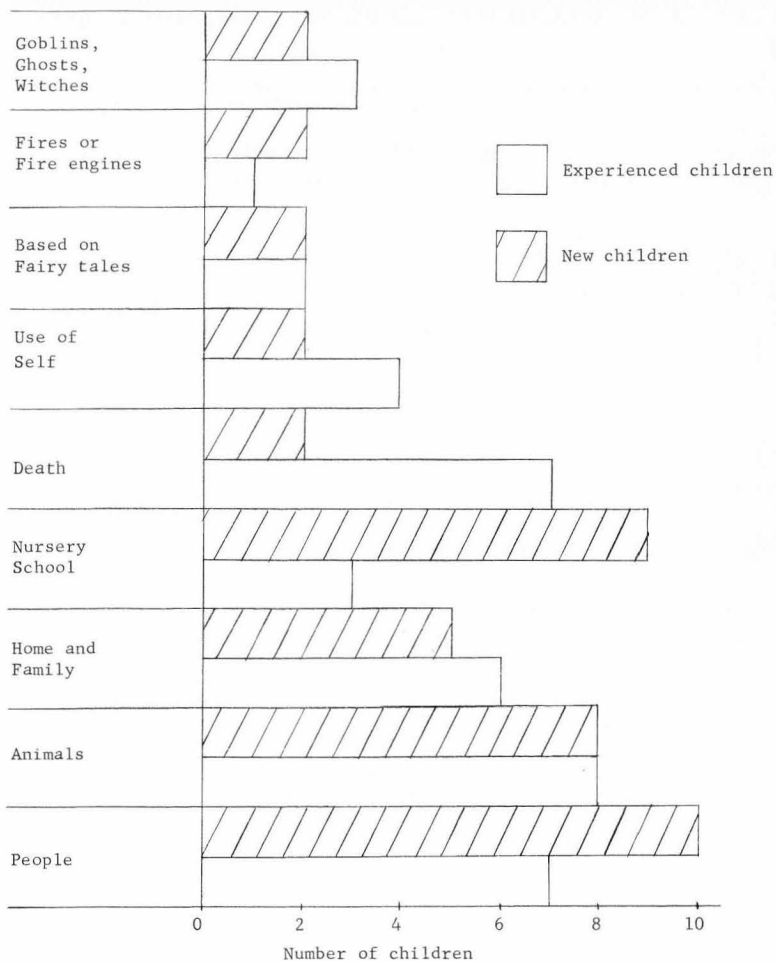 Goblins,
Ghosts,
Witches
Fires or
Fire engines
Experienced children
Based on
Fairy tales
New children
Use of
Self
Death
Nursery
School
Home and
Family
Animals
People
0 2 4 6 8 10
Number of children